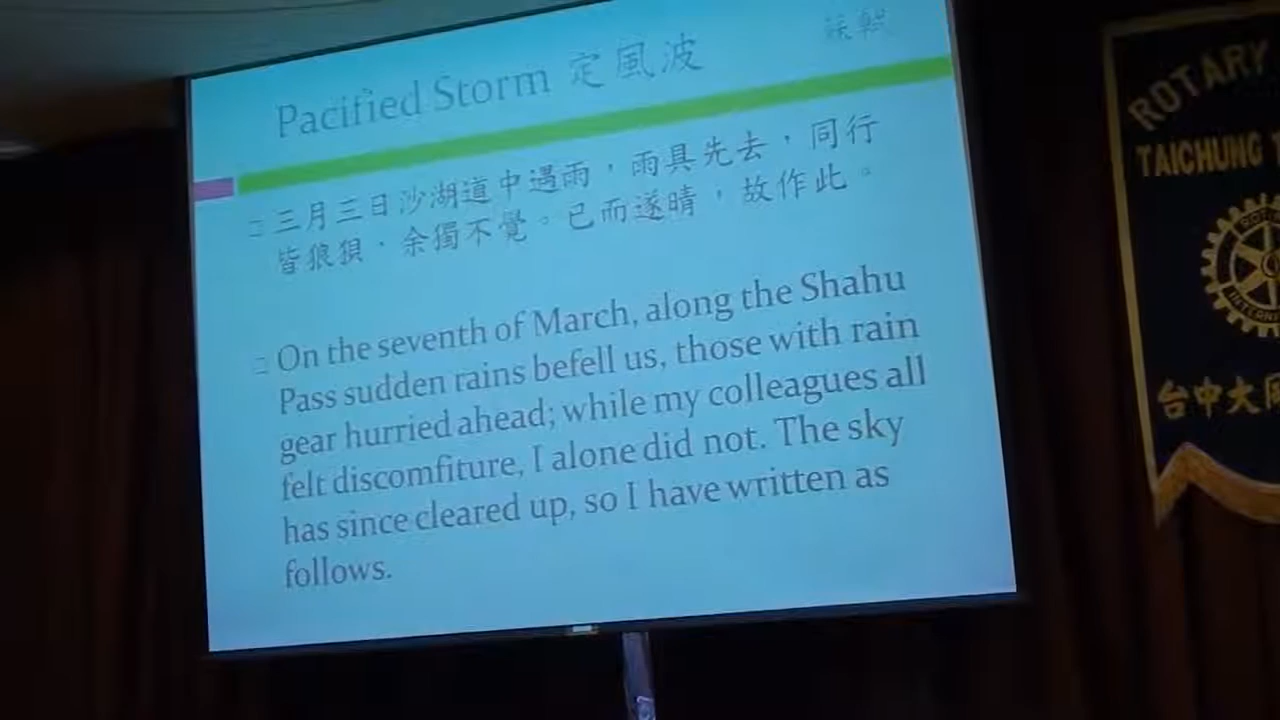 Pacified Storm 定風波
蘇軾
三月三日沙湖道中遇雨，雨具先去，同行
皆狼狽，余獨不覺。已而遂晴，故作此。
On the seventh of March, along the Shahu
Pass sudden rains befell us, those with rain
gear hurried ahead; while my colleagues all
felt discomfiture, I alone did not. The sky
has since cleared up, so I have written as
follows.
ROTARY
TAICHUNG
台中大